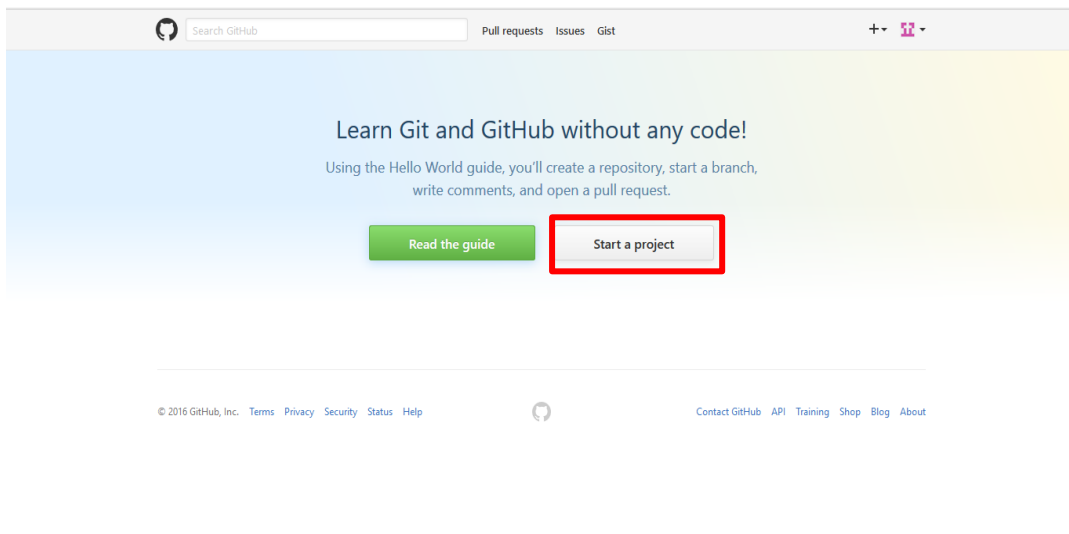 Search GitHub Pull requests Issues Gist
Learn Git and GitHub without any code!
Using the Hello World guide, you'll create a repository, start a branch,
write comments, and open a pull request.
Read the guide Start a project
© 2016 GitHub, Inc. Terms Privacy Security Status Help Contact GitHub API Training Shop Blog About